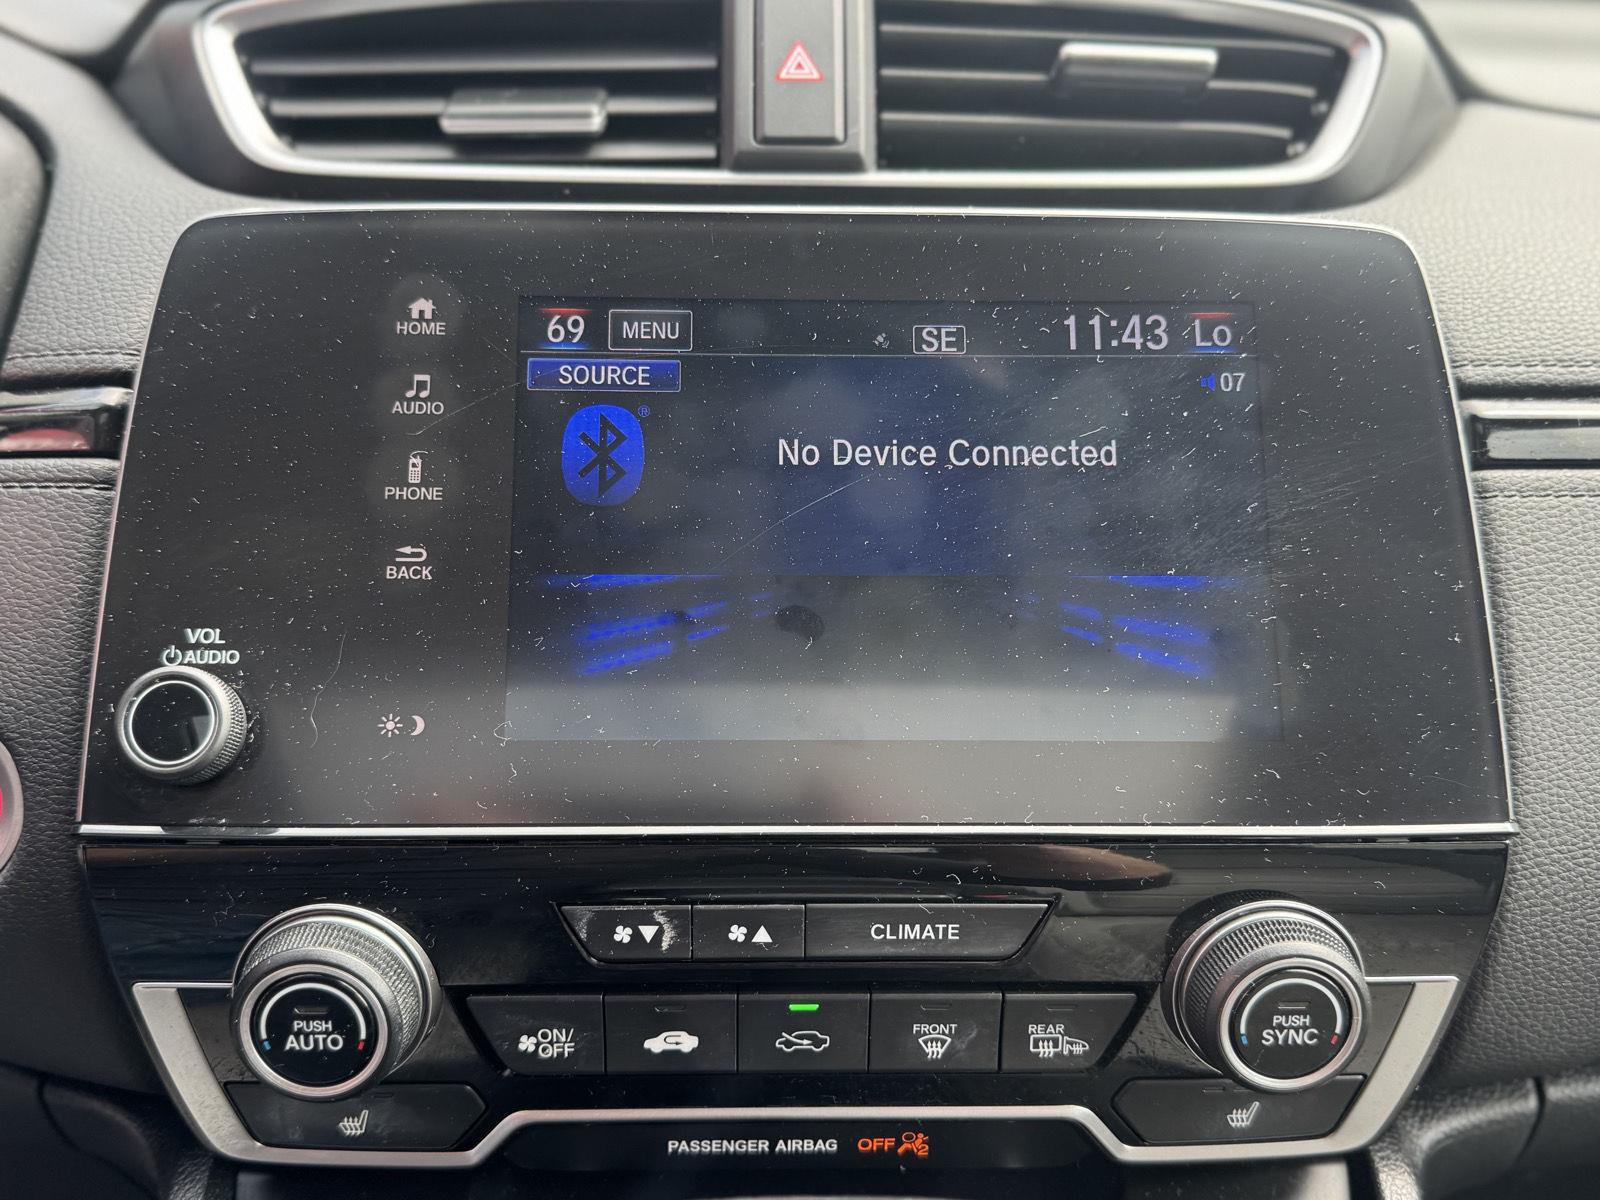 HOME
AUDIO
PHONE
BACK
VOL
AUDIO
69 MENU SE 11:43 Lo
SOURCE
07
®
No Device Connected
CLIMATE
PUSH
AUTO
ON/
OFF
FRONT
REAR
PUSH
SYNC
PASSENGER AIRBAG OFF 2